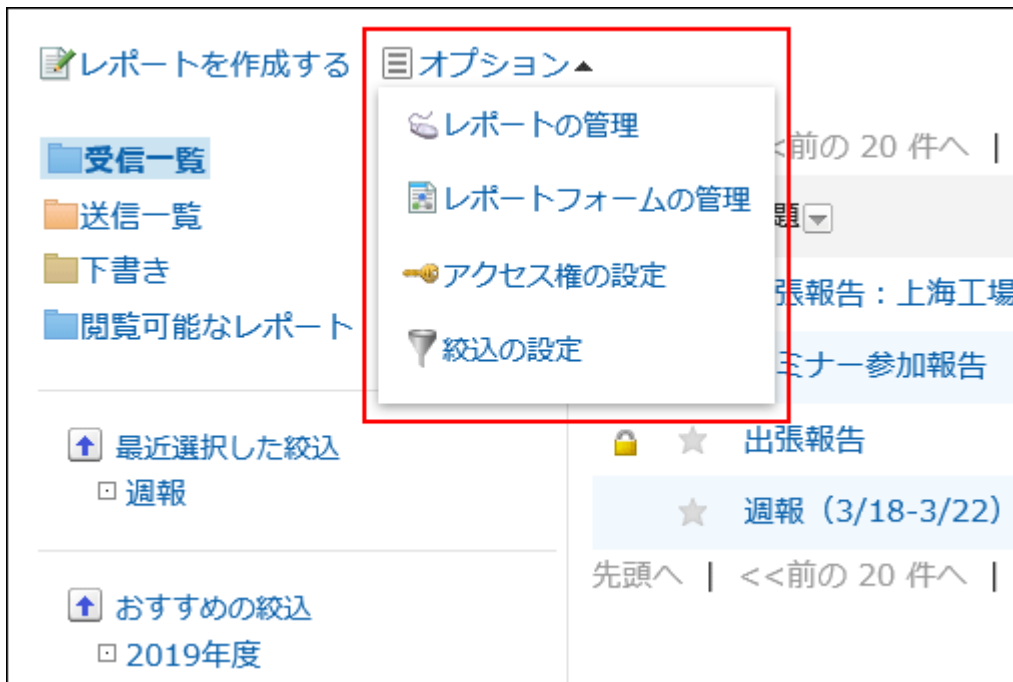 レポートを作成する オプション▲
レポートの管理
レポートフォームの管理
アクセス権の設定
絞込の設定
受信一覧
送信一覧
下書き
閲覧可能なレポート
最近選択した絞込
週報
おすすめの絞込
2019年度
<前の 20 件へ |
題
張報告：上海工場
ミナー参加報告
出張報告
週報（3/18-3/22）
先頭へ | <<前の 20 件へ |